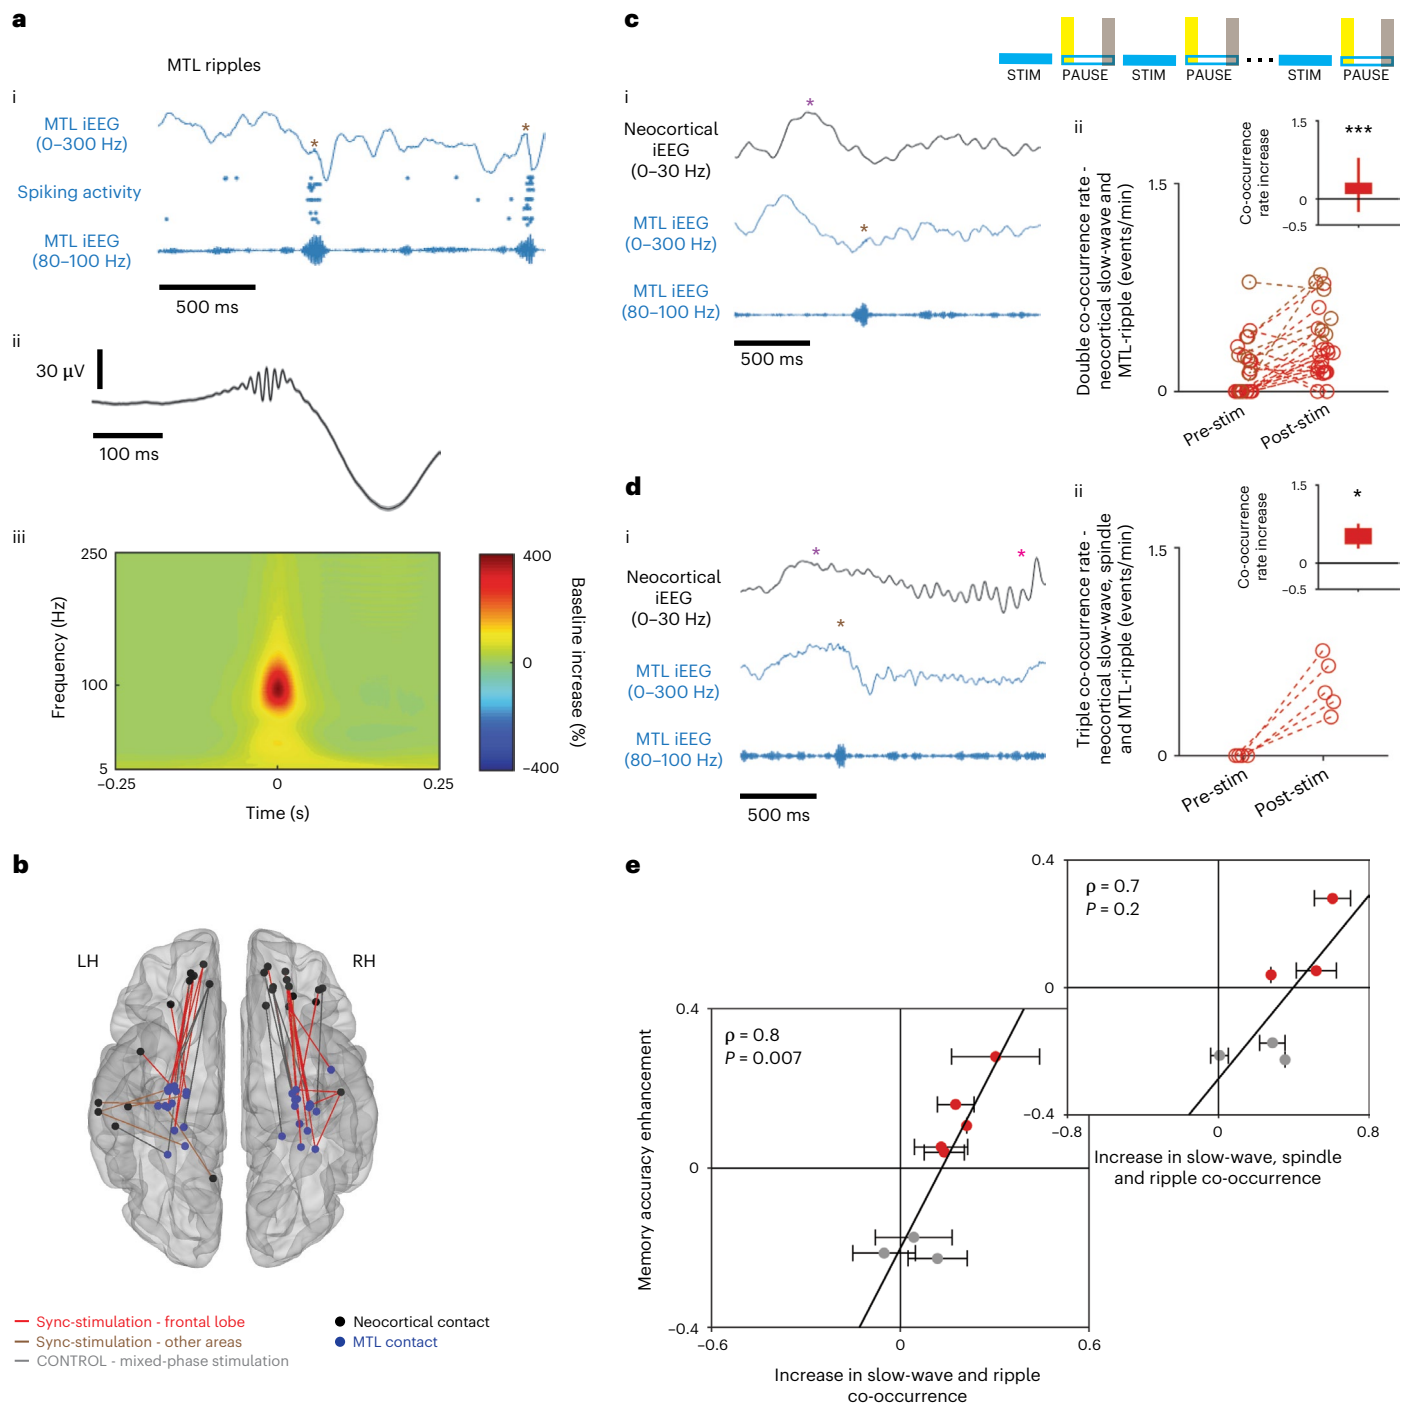 a
MTL ripples
i
MTL iEEG
(0–300 Hz)
*
*
Spiking activity
MTL iEEG
(80–100 Hz)
500 ms
ii
30 µV
100 ms
iii
250
100
5
Frequency (Hz)
–0.25
0
0.25
Time (s)
400
0
–400
Baseline increase (%)
b
LH
RH
Sync-stimulation - frontal lobe
Sync-stimulation - other areas
CONTROL - mixed-phase stimulation
Neocortical contact
MTL contact
c
STIM
PAUSE
STIM
PAUSE
STIM
PAUSE
i
*
Neocortical
iEEG
(0–30 Hz)
MTL iEEG
(0–300 Hz)
*
MTL iEEG
(80–100 Hz)
500 ms
ii
Double co-occurrence rate -
neocortical slow-wave and
MTL-ripple (events/min)
1.5
0
Pre-stim
Post-stim
Co-occurrence
rate increase
1.5
0
–0.5
***
d
i
*
*
Neocortical
iEEG
(0–30 Hz)
*
MTL iEEG
(0–300 Hz)
MTL iEEG
(80–100 Hz)
500 ms
ii
Triple co-occurrence rate -
neocortical slow-wave, spindle
and MTL-ripple (events/min)
1.5
0
Pre-stim
Post-stim
Co-occurrence
rate increase
1.5
0
–0.5
*
e
0.4
0
–0.4
Memory accuracy enhancement
ρ = 0.8
P = 0.007
–0.6
0
0.6
Increase in slow-wave and ripple
co-occurrence
0.4
0
–0.4
ρ = 0.7
P = 0.2
–0.8
0
0.8
Increase in slow-wave, spindle
and ripple co-occurrence